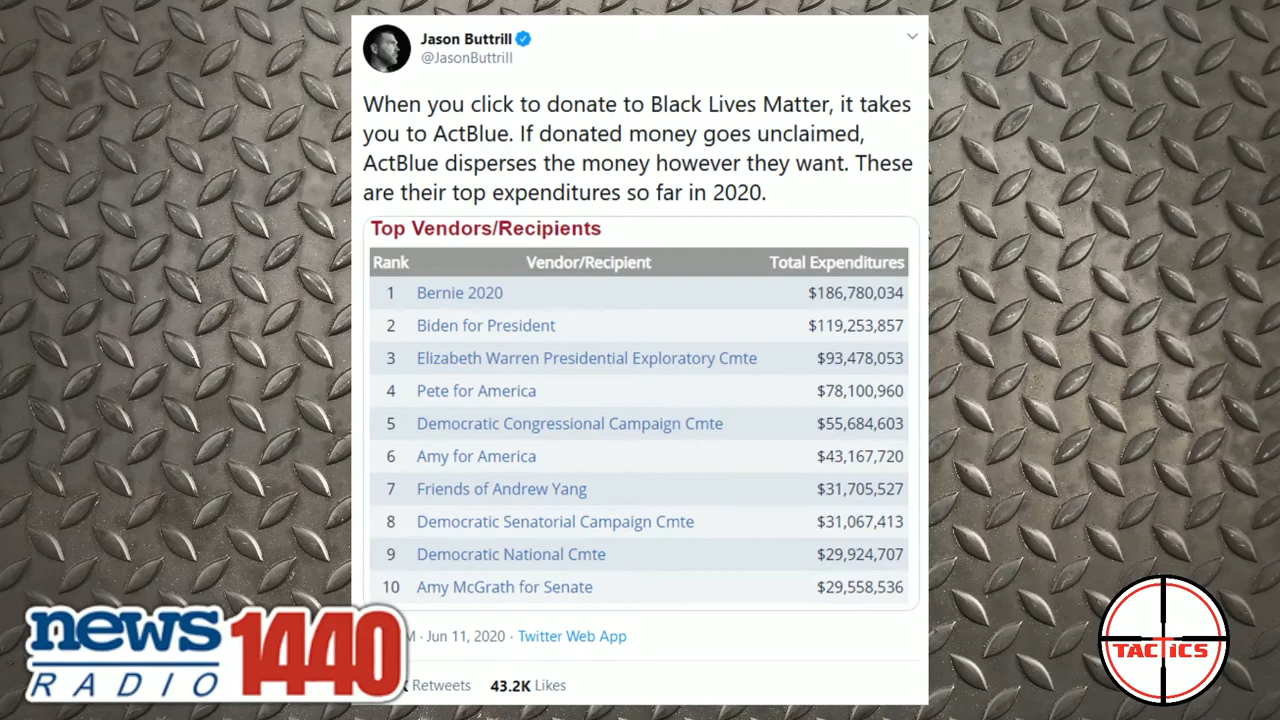 Jason Buttrill
@JasonButtrill
When you click to donate to Black Lives Matter, it takes
you to ActBlue. If donated money goes unclaimed,
ActBlue disperses the money however they want. These
are their top expenditures so far in 2020.
Top Vendors/Recipients
Rank Vendor/Recipient Total Expenditures
1 Bernie 2020 $186,780,034
2 Biden for President $119,253,857
3 Elizabeth Warren Presidential Exploratory Cmte $93,478,053
4 Pete for America $78,100,960
5 Democratic Congressional Campaign Cmte $55,684,603
6 Amy for America $43,167,720
7 Friends of Andrew Yang $31,705,527
8 Democratic Senatorial Campaign Cmte $31,067,413
9 Democratic National Cmte $29,924,707
10 Amy McGrath for Senate $29,558,536
· Jun 11, 2020 · Twitter Web App
Retweets 43.2K Likes
news 1440
RADIO
TACTICS